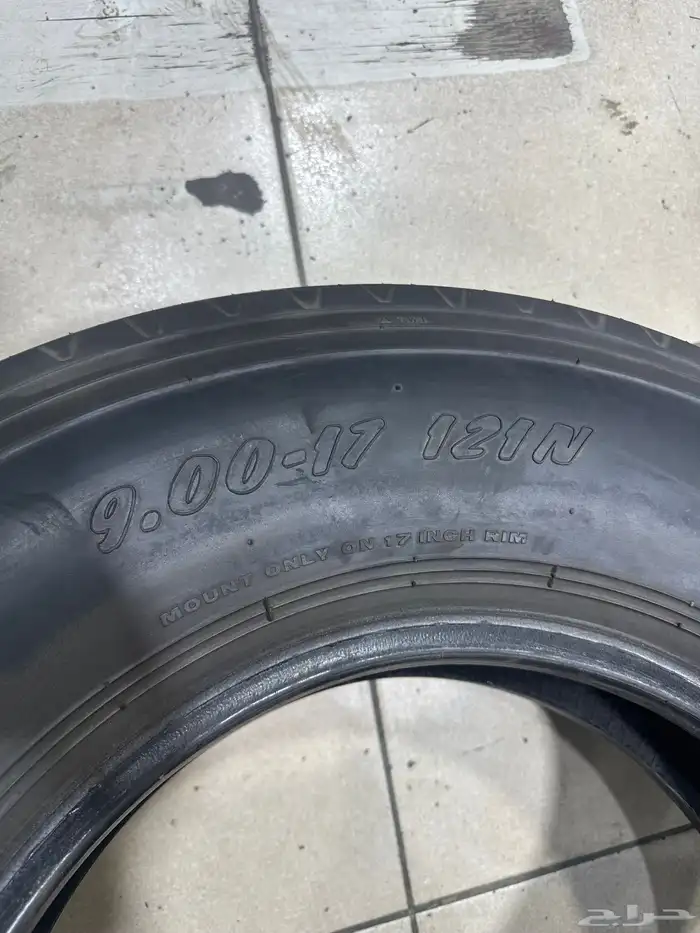 9.00-17 121N
MOUNT ONLY ON 17 INCH RIM
حراج